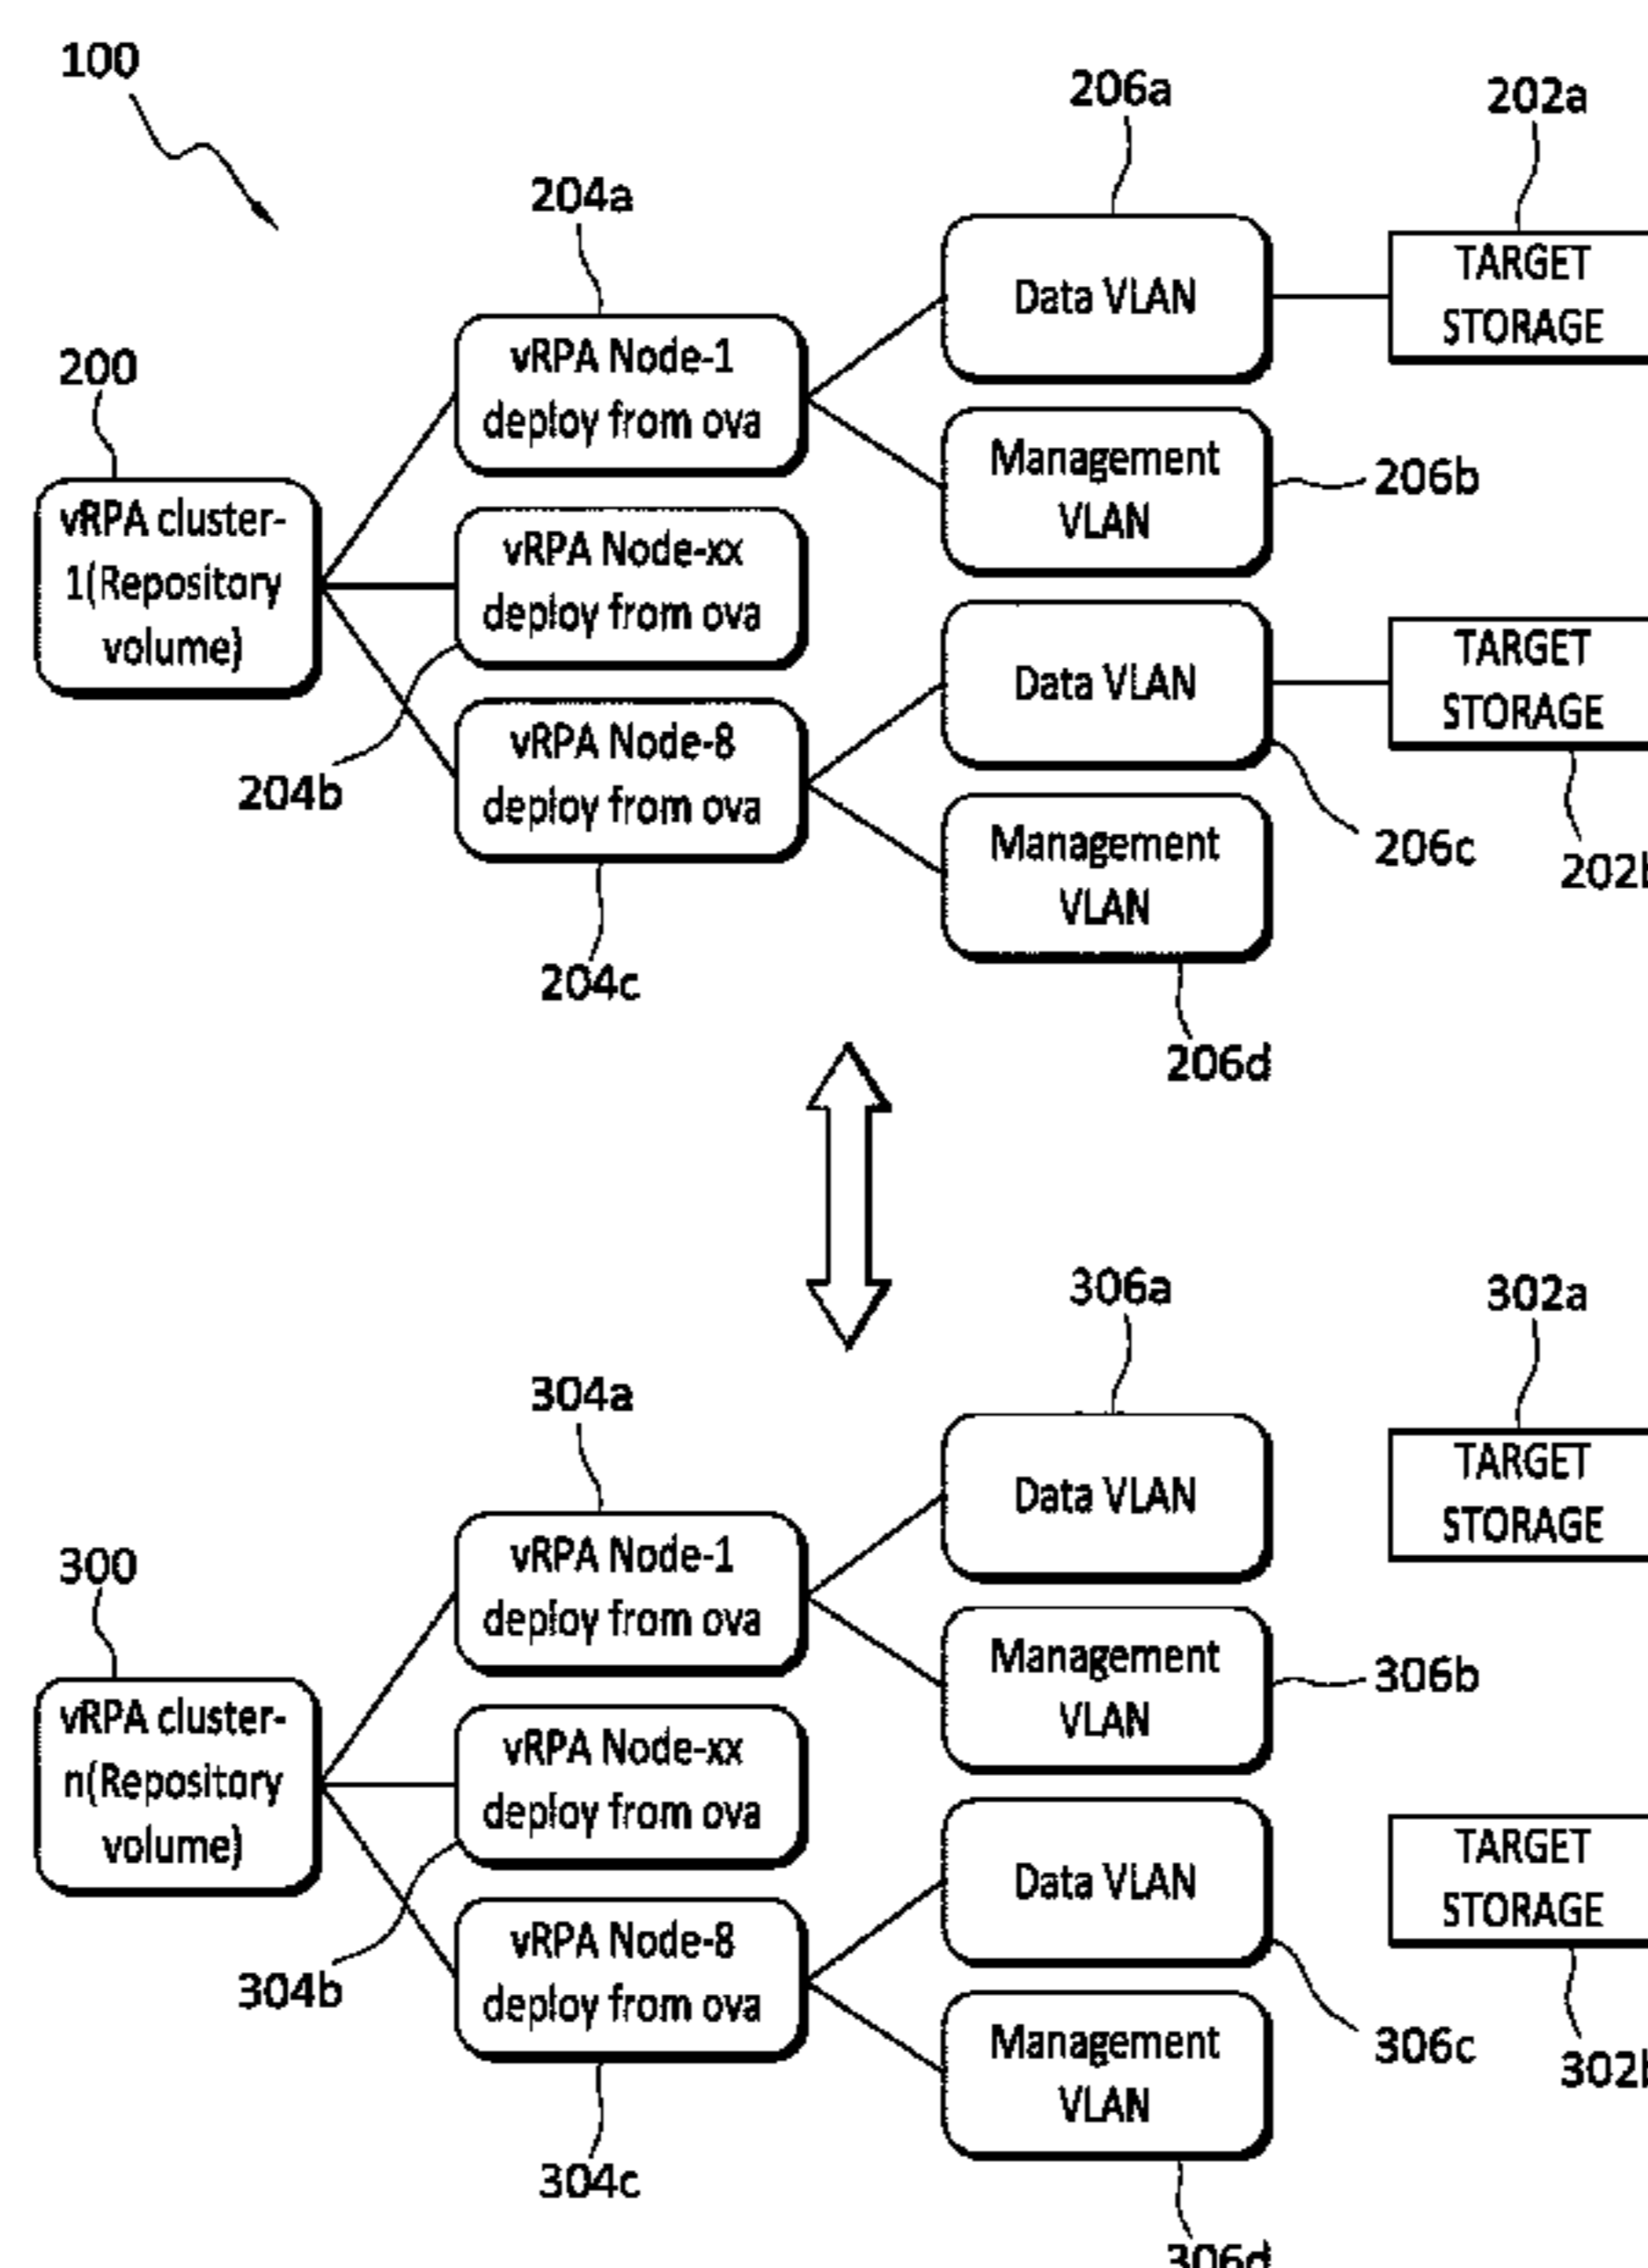 100
206a
202a
204a
Data VLAN
TARGET
STORAGE
vRPA Node-1
deploy from ova
200
Management
VLAN
206b
vRPA cluster-
1(Repository
volume)
vRPA Node-xx
deploy from ova
Data VLAN
TARGET
STORAGE
204b
vRPA Node-8
deploy from ova
206c
202b
Management
VLAN
204c
206d
306a
302a
304a
Data VLAN
TARGET
STORAGE
vRPA Node-1
deploy from ova
300
Management
VLAN
306b
vRPA cluster-
n(Repository
volume)
vRPA Node-xx
deploy from ova
Data VLAN
TARGET
STORAGE
304b
vRPA Node-8
deploy from ova
306c
302b
Management
VLAN
304c
306d